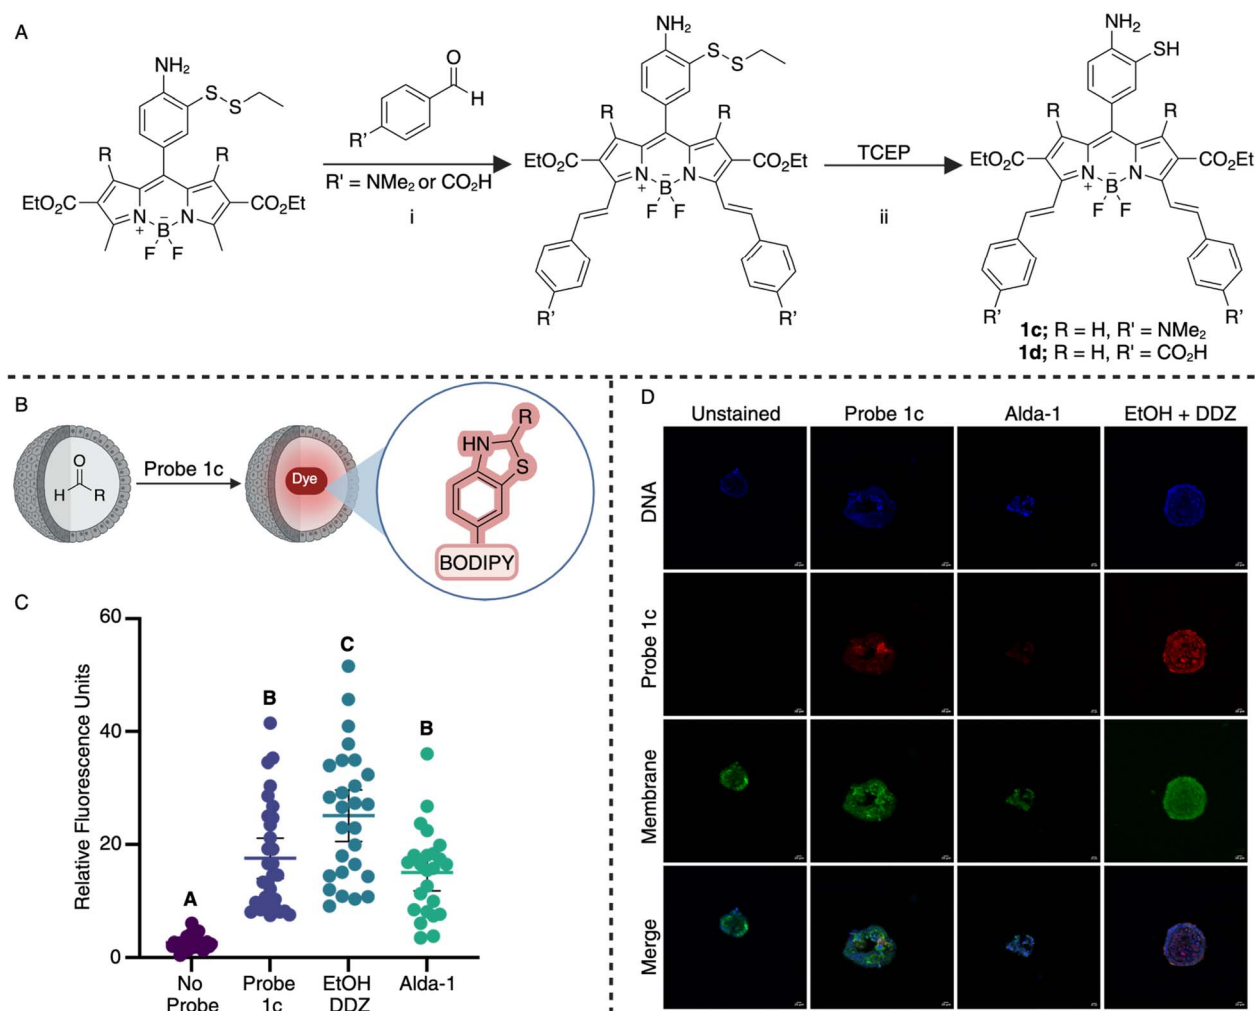 A
NH₂
S
S
R
R
EtO₂C
CO₂Et
N
N
+
B
−
F
F
O
H
R'
R' = NMe₂ or CO₂H
i
NH₂
S
S
R
R
EtO₂C
CO₂Et
N
N
+
B
−
F
F
R'
R'
TCEP
ii
NH₂
SH
R
R
EtO₂C
CO₂Et
N
N
+
B
−
F
F
R'
R'
1c; R = H, R' = NMe₂
1d; R = H, R' = CO₂H
B
O
H
R
Probe 1c
Dye
R
HN
S
BODIPY
C
Relative Fluorescence Units
60
40
20
0
A
B
C
B
No
Probe
Probe
1c
EtOH
DDZ
Alda-1
D
Unstained
Probe 1c
Alda-1
EtOH + DDZ
DNA
Probe 1c
Membrane
Merge